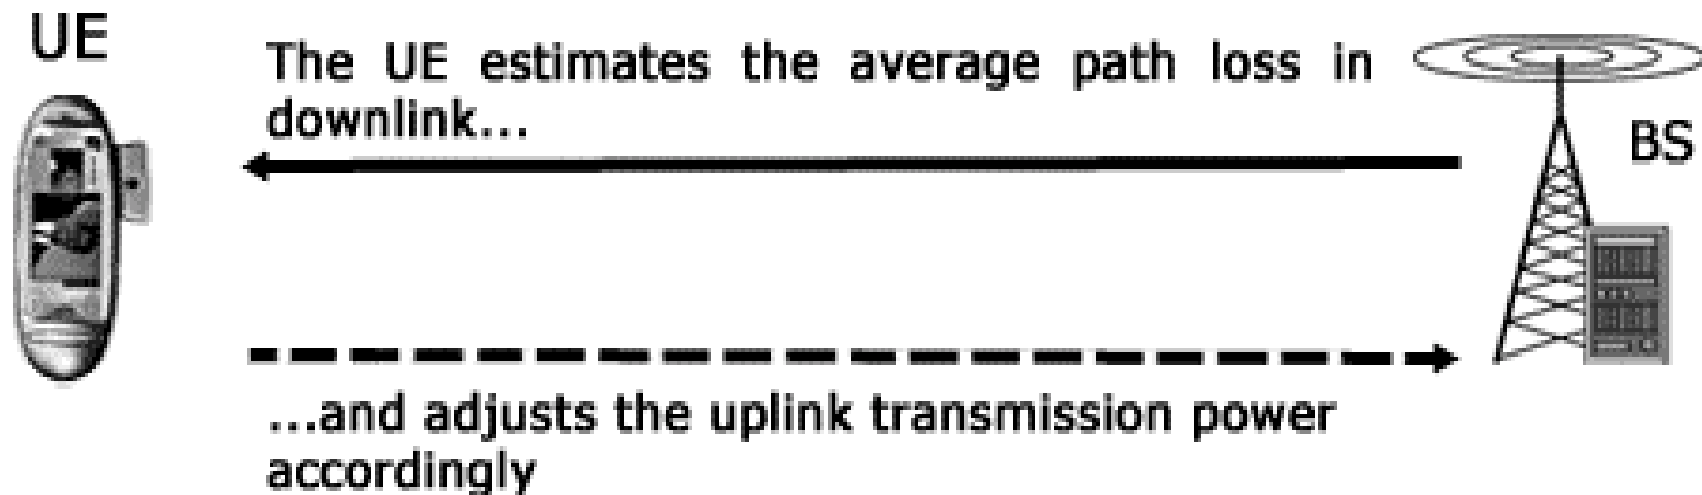 UE
The UE estimates the average path loss in
downlink...
BS
...and adjusts the uplink transmission power
accordingly